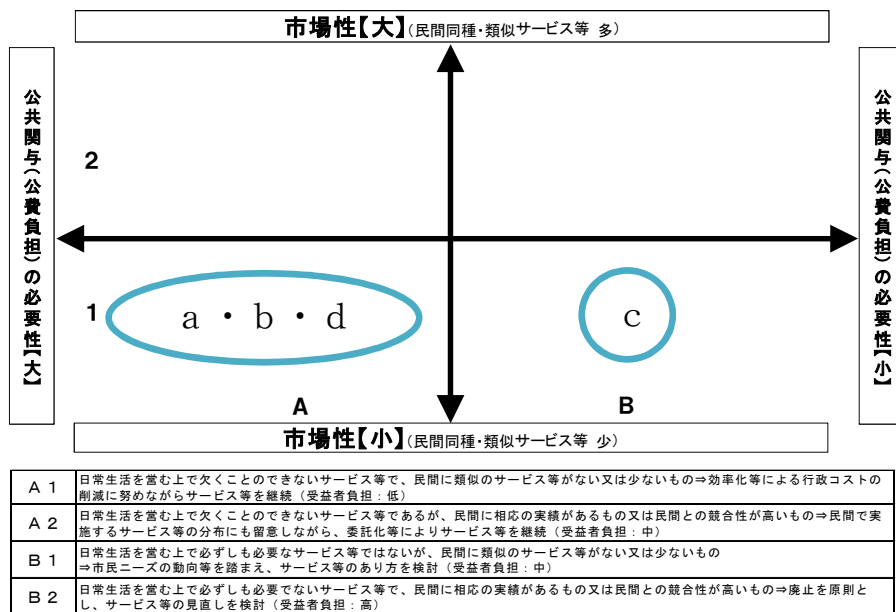 市場性【大】(民間同種・類似サービス等 多)
公共関与(公費負担)の必要性【大】
公共関与(公費負担)の必要性【小】
2
1
a ・ b ・ d
c
A
B
市場性【小】(民間同種・類似サービス等 少)
A 1
日常生活を営む上で欠くことのできないサービス等で、民間に類似のサービス等がない又は少ないもの⇒効率化等による行政コストの
削減に努めながらサービス等を継続(受益者負担:低)
A 2
日常生活を営む上で欠くことのできないサービス等であるが、民間に相応の実績があるもの又は民間との競合性が高いもの⇒民間で実
施するサービス等の分布にも留意しながら、委託化等によりサービス等を継続(受益者負担:中)
B 1
日常生活を営む上で必ずしも必要なサービス等ではないが、民間に類似のサービス等がない又は少ないもの
⇒市民ニーズの動向等を踏まえ、サービス等のあり方を検討(受益者負担:中)
B 2
日常生活を営む上で必ずしも必要でないサービス等で、民間に相応の実績があるもの又は民間との競合性が高いもの⇒廃止を原則と
し、サービス等の見直しを検討(受益者負担:高)